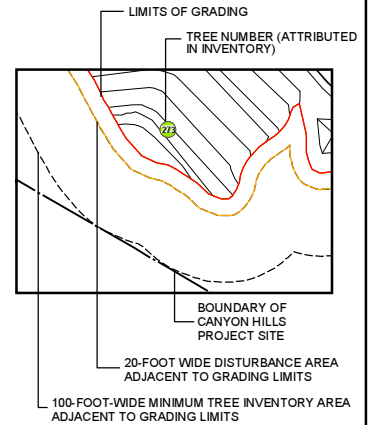 LIMITS OF GRADING
TREE NUMBER (ATTRIBUTED
IN INVENTORY)
273
BOUNDARY OF
CANYON HILLS
PROJECT SITE
20-FOOT WIDE DISTURBANCE AREA
ADJACENT TO GRADING LIMITS
100-FOOT-WIDE MINIMUM TREE INVENTORY AREA
ADJACENT TO GRADING LIMITS